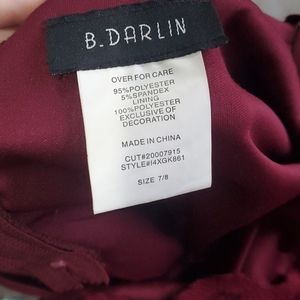 B.DARLIN
OVER FOR CARE
95%POLYESTER
5%SPANDEX
LINING
100%POLYESTER
EXCLUSIVE OF
DECORATION
MADE IN CHINA
CUT#20007915
STYLE#I4XGK861
SIZE 7/8